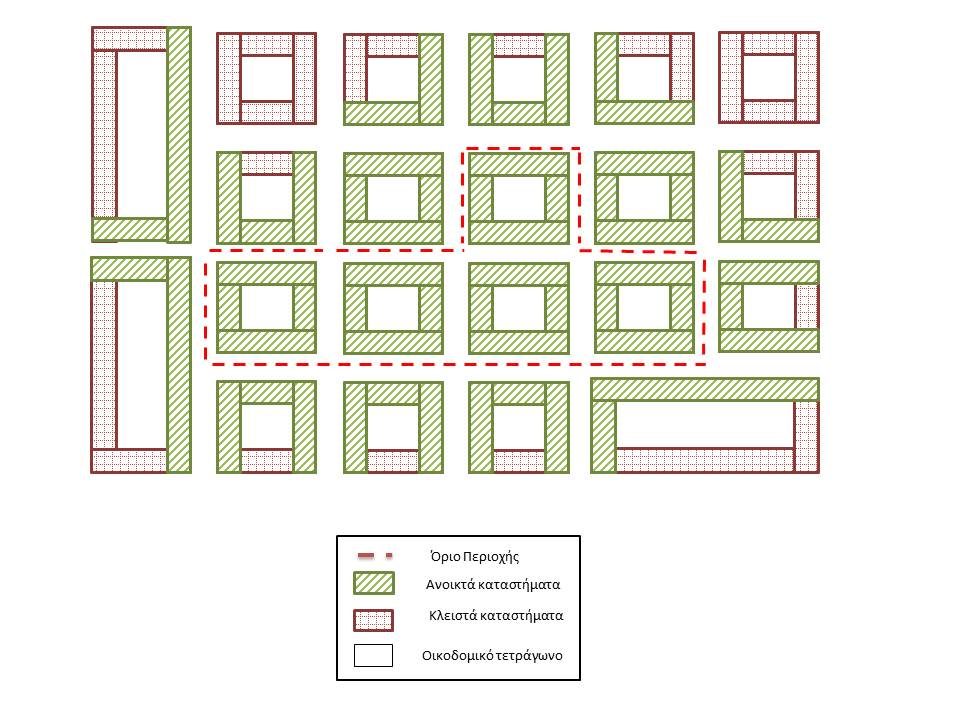 Όριο Περιοχής
Ανοικτά καταστήματα
Κλειστά καταστήματα
Οικοδομικό τετράγωνο